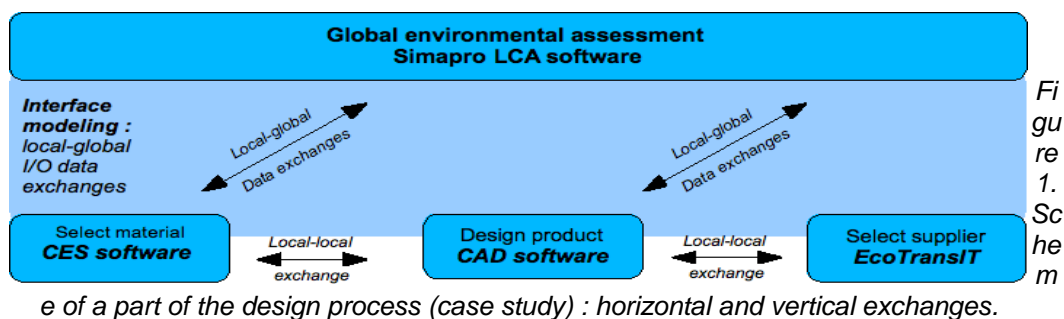 Global environmental assessment
Simapro LCA software
Interface
modeling :
local-global
I/O data
exchanges
Local-global
Data exchanges
Local-global
Data exchanges
Select material
CES software
Local-local
exchange
Design product
CAD software
Local-local
exchange
Select supplier
EcoTransIT
Fi
gu
re
1.
Sc
he
m
e of a part of the design process (case study) : horizontal and vertical exchanges.